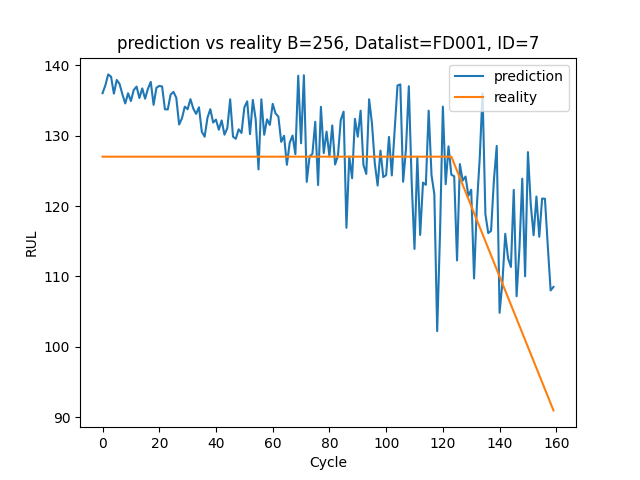 prediction vs reality B=256, Datalist=FD001, ID=7
prediction
reality
RUL
140
130
120
110
100
90
0 20 40 60 80 100 120 140 160
Cycle